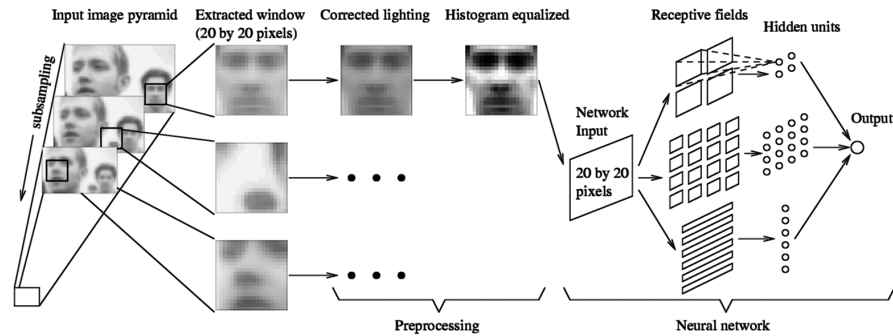 Input image pyramid
Extracted window
(20 by 20 pixels)
Corrected lighting
Histogram equalized
Receptive fields
Hidden units
subsampling
Network
Input
20 by 20
pixels
Output
Preprocessing
Neural network